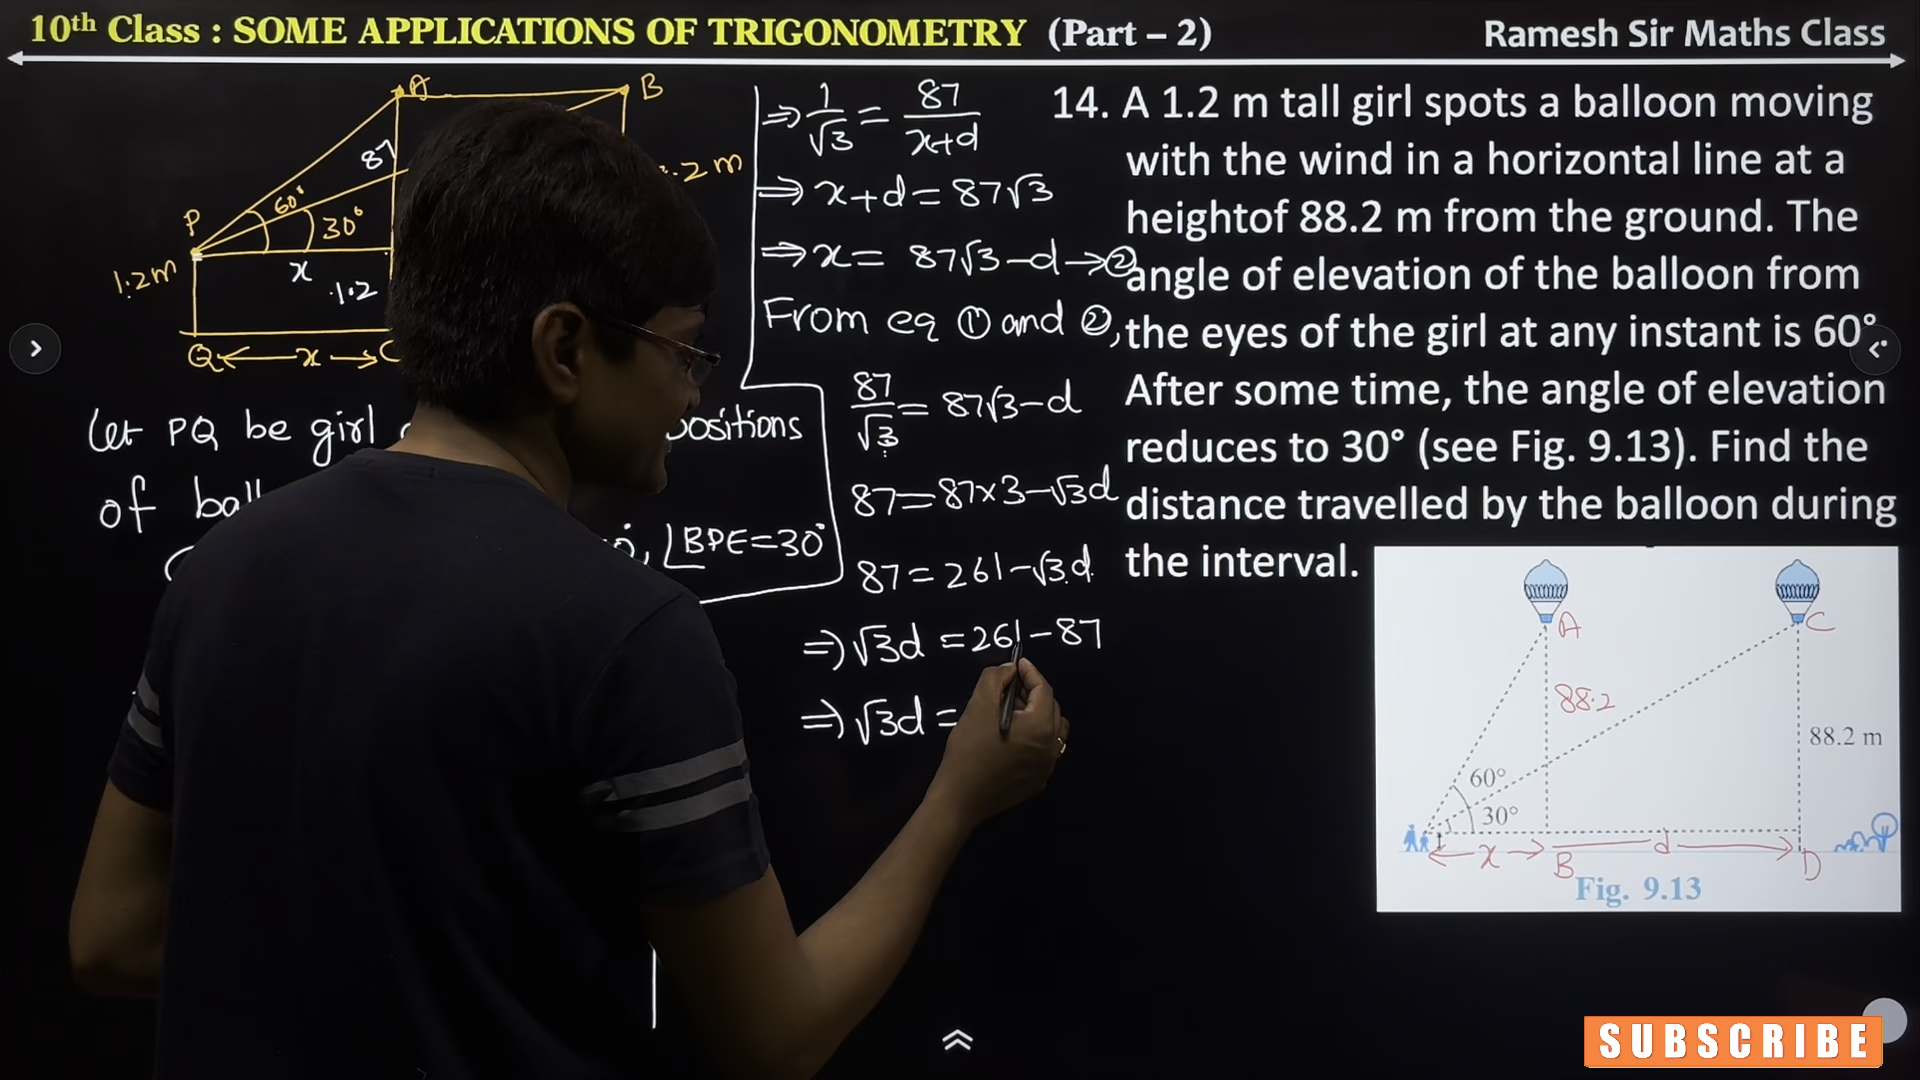 10th Class : SOME APPLICATIONS OF TRIGONOMETRY (Part – 2)
Ramesh Sir Maths Class
A
B
87
60°
30°
P
x
1.2m
1.2
.2 m
Q
x
C
Let PQ be girl
positions
of ball
∠BPE=30°
⇒ 1/√3 = 87/x+d
⇒ x+d = 87√3
⇒ x = 87√3 – d → ②
From eq ① and ②,
87/√3 = 87√3 – d
87 = 87×3 – √3d
87 = 261 – √3.d.
⇒ √3d = 261 – 87
⇒ √3d =
14. A 1.2 m tall girl spots a balloon moving
with the wind in a horizontal line at a
heightof 88.2 m from the ground. The
angle of elevation of the balloon from
the eyes of the girl at any instant is 60°.
After some time, the angle of elevation
reduces to 30° (see Fig. 9.13). Find the
distance travelled by the balloon during
the interval.
A
C
88.2
88.2 m
60°
30°
x
B
d
D
Fig. 9.13
SUBSCRIBE